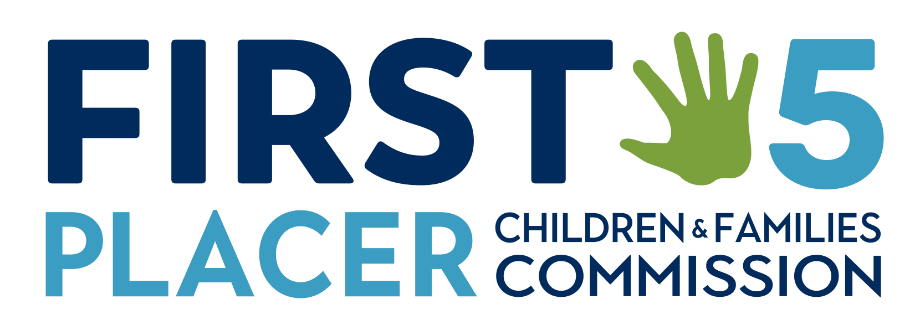 FIRST 5
PLACER
CHILDREN & FAMILIES
COMMISSION